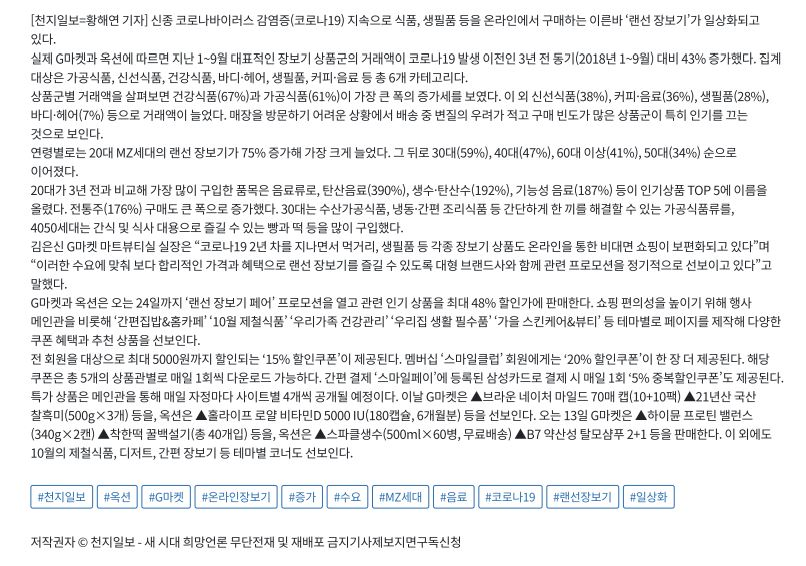 [천지일보=황해연 기자] 신종 코로나바이러스 감염증(코로나19) 지속으로 식품, 생필품 등을 온라인에서 구매하는 이른바 ‘랜선 장보기’가 일상화되고
있다.
실제 G마켓과 옥션에 따르면 지난 1~9월 대표적인 장보기 상품군의 거래액이 코로나19 발생 이전인 3년 전 동기(2018년 1~9월) 대비 43% 증가했다. 집계
대상은 가공식품, 신선식품, 건강식품, 바디·헤어, 생필품, 커피·음료 등 총 6개 카테고리다.
상품군별 거래액을 살펴보면 건강식품(67%)과 가공식품(61%)이 가장 큰 폭의 증가세를 보였다. 이 외 신선식품(38%), 커피·음료(36%), 생필품(28%),
바디·헤어(7%) 등으로 거래액이 늘었다. 매장을 방문하기 어려운 상황에서 배송 중 변질의 우려가 적고 구매 빈도가 많은 상품군이 특히 인기를 끄는
것으로 보인다.
연령별로는 20대 MZ세대의 랜선 장보기가 75% 증가해 가장 크게 늘었다. 그 뒤로 30대(59%), 40대(47%), 60대 이상(41%), 50대(34%) 순으로
이어졌다.
20대가 3년 전과 비교해 가장 많이 구입한 품목은 음료류로, 탄산음료(390%), 생수·탄산수(192%), 기능성 음료(187%) 등이 인기상품 TOP 5에 이름을
올렸다. 전통주(176%) 구매도 큰 폭으로 증가했다. 30대는 수산가공식품, 냉동·간편 조리식품 등 간단하게 한 끼를 해결할 수 있는 가공식품류를,
4050세대는 간식 및 식사 대용으로 즐길 수 있는 빵과 떡 등을 많이 구입했다.
김은신 G마켓 마트뷰티실 실장은 “코로나19 2년 차를 지나면서 먹거리, 생필품 등 각종 장보기 상품도 온라인을 통한 비대면 쇼핑이 보편화되고 있다”며
“이러한 수요에 맞춰 보다 합리적인 가격과 혜택으로 랜선 장보기를 즐길 수 있도록 대형 브랜드사와 함께 관련 프로모션을 정기적으로 선보이고 있다”고
말했다.
G마켓과 옥션은 오는 24일까지 ‘랜선 장보기 페어’ 프로모션을 열고 관련 인기 상품을 최대 48% 할인가에 판매한다. 쇼핑 편의성을 높이기 위해 행사
메인관을 비롯해 ‘간편집밥&홈카페’ ‘10월 제철식품’ ‘우리가족 건강관리’ ‘우리집 생활 필수품’ ‘가을 스킨케어&뷰티’ 등 테마별로 페이지를 제작해 다양한
쿠폰 혜택과 추천 상품을 선보인다.
전 회원을 대상으로 최대 5000원까지 할인되는 ‘15% 할인쿠폰’이 제공된다. 멤버십 ‘스마일클럽’ 회원에게는 ‘20% 할인쿠폰’이 한 장 더 제공된다. 해당
쿠폰은 총 5개의 상품관별로 매일 1회씩 다운로드 가능하다. 간편 결제 ‘스마일페이’에 등록된 삼성카드로 결제 시 매일 1회 ‘5% 중복할인쿠폰’도 제공된다.
특가 상품은 메인관을 통해 매일 자정마다 사이트별 4개씩 공개될 예정이다. 이날 G마켓은 ▲브라운 네이처 마일드 70매 캡(10+10팩) ▲21년산 국산
찰흑미(500g×3개) 등을, 옥션은 ▲홀라이프 로얄 비타민D 5000 IU(180캡슐, 6개월분) 등을 선보인다. 오는 13일 G마켓은 ▲하이뮨 프로틴 밸런스
(340g×2캔) ▲착한떡 꿀백설기(총 40개입) 등을, 옥션은 ▲스파클생수(500ml×60병, 무료배송) ▲B7 약산성 탈모샴푸 2+1 등을 판매한다. 이 외에도
10월의 제철식품, 디저트, 간편 장보기 등 테마별 코너도 선보인다.
#천지일보 #옥션 #G마켓 #온라인장보기 #증가 #수요 #MZ세대 #음료 #코로나19 #랜선장보기 #일상화
저작권자 © 천지일보 - 새 시대 희망언론 무단전재 및 재배포 금지기사제보지면구독신청